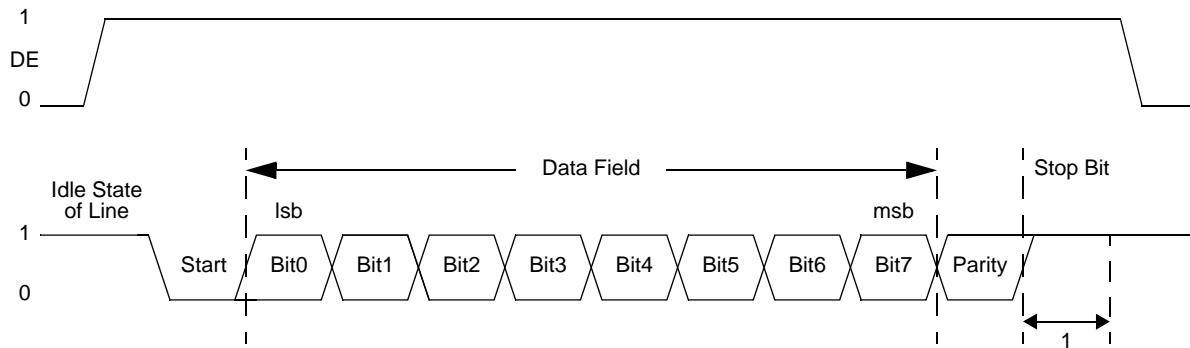 1
DE
0
Data Field
Stop Bit
Idle State
of Line
lsb
msb
1
Start
Bit0
Bit1
Bit2
Bit3
Bit4
Bit5
Bit6
Bit7
Parity
0
1